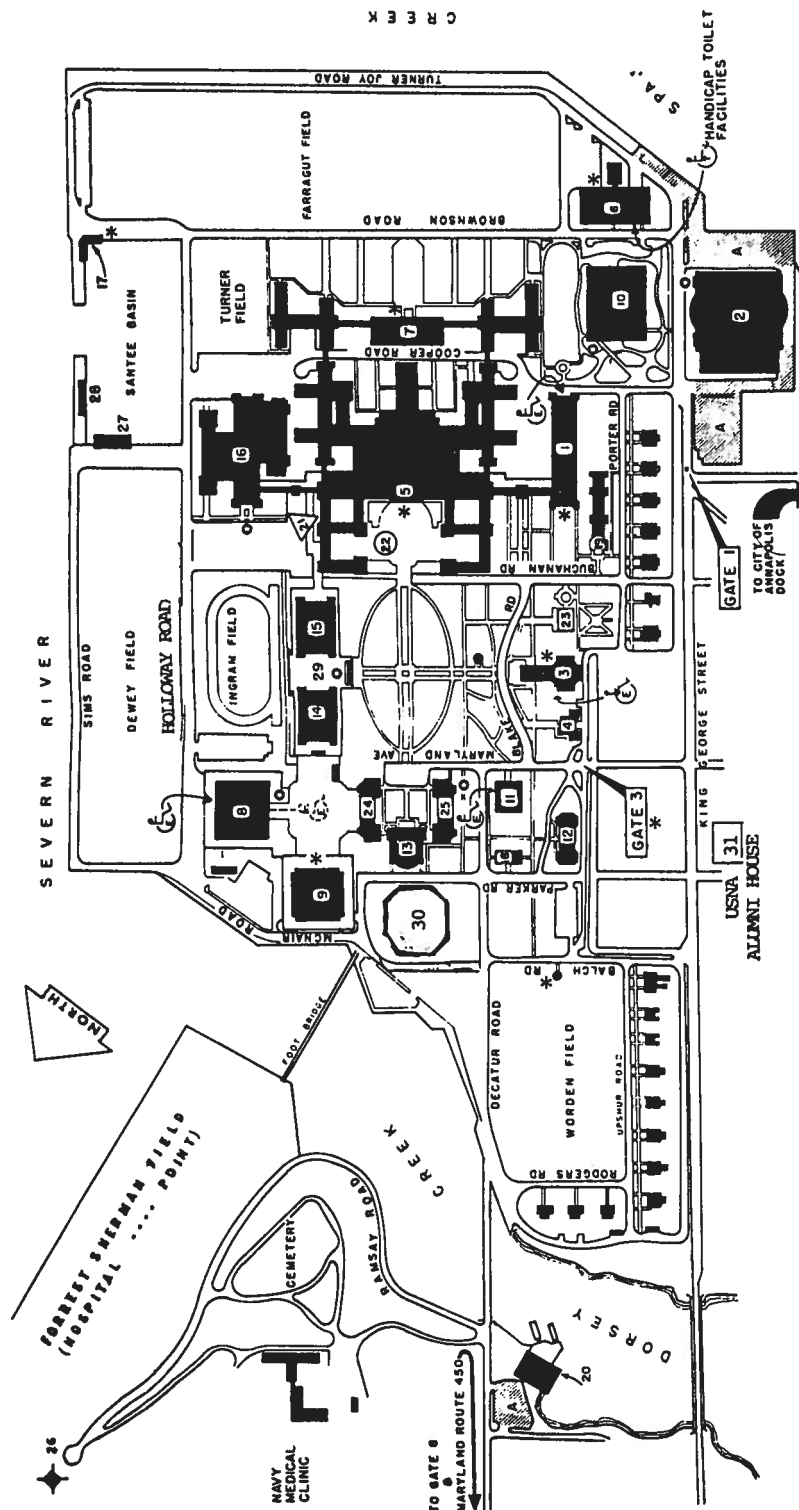 SEVERN RIVER
CREEK
SIMS ROAD
DEWEY FIELD
HOLLOWAY ROAD
INGRAM FIELD
SANTEE BASIN
17
28
27
TURNER FIELD
FARRAGUT FIELD
TURNER JOY ROAD
BROWNSON ROAD
COOPER ROAD
SPA
HANDICAP TOILET
FACILITIES
NORTH
FORREST SHERMAN FIELD
(HOSPITAL .... POINT)
26
FOOT BRIDGE
MCNAIR ROAD
MARYLAND AVE
BLAKE RD
BUCHANAN RD
PORTER RD
PARKER RD
BALCH RD
DECATUR ROAD
WORDEN FIELD
UPSHUR ROAD
RODGERS RD
RAMSAY ROAD
CEMETERY
CREEK
DORSEY
NAVY
MEDICAL
CLINIC
TO GATE 8
&
MARYLAND ROUTE 450
A
20
KING GEORGE STREET
GATE 1
GATE 3
*
TO CITY OF
ANNAPOLIS
DOCK
31
USNA
ALUMNI HOUSE
A
A
1
2
3
4
5
6
7
8
9
10
11
12
13
14
15
16
21
22
23
24
25
29
30
E
E
E
E